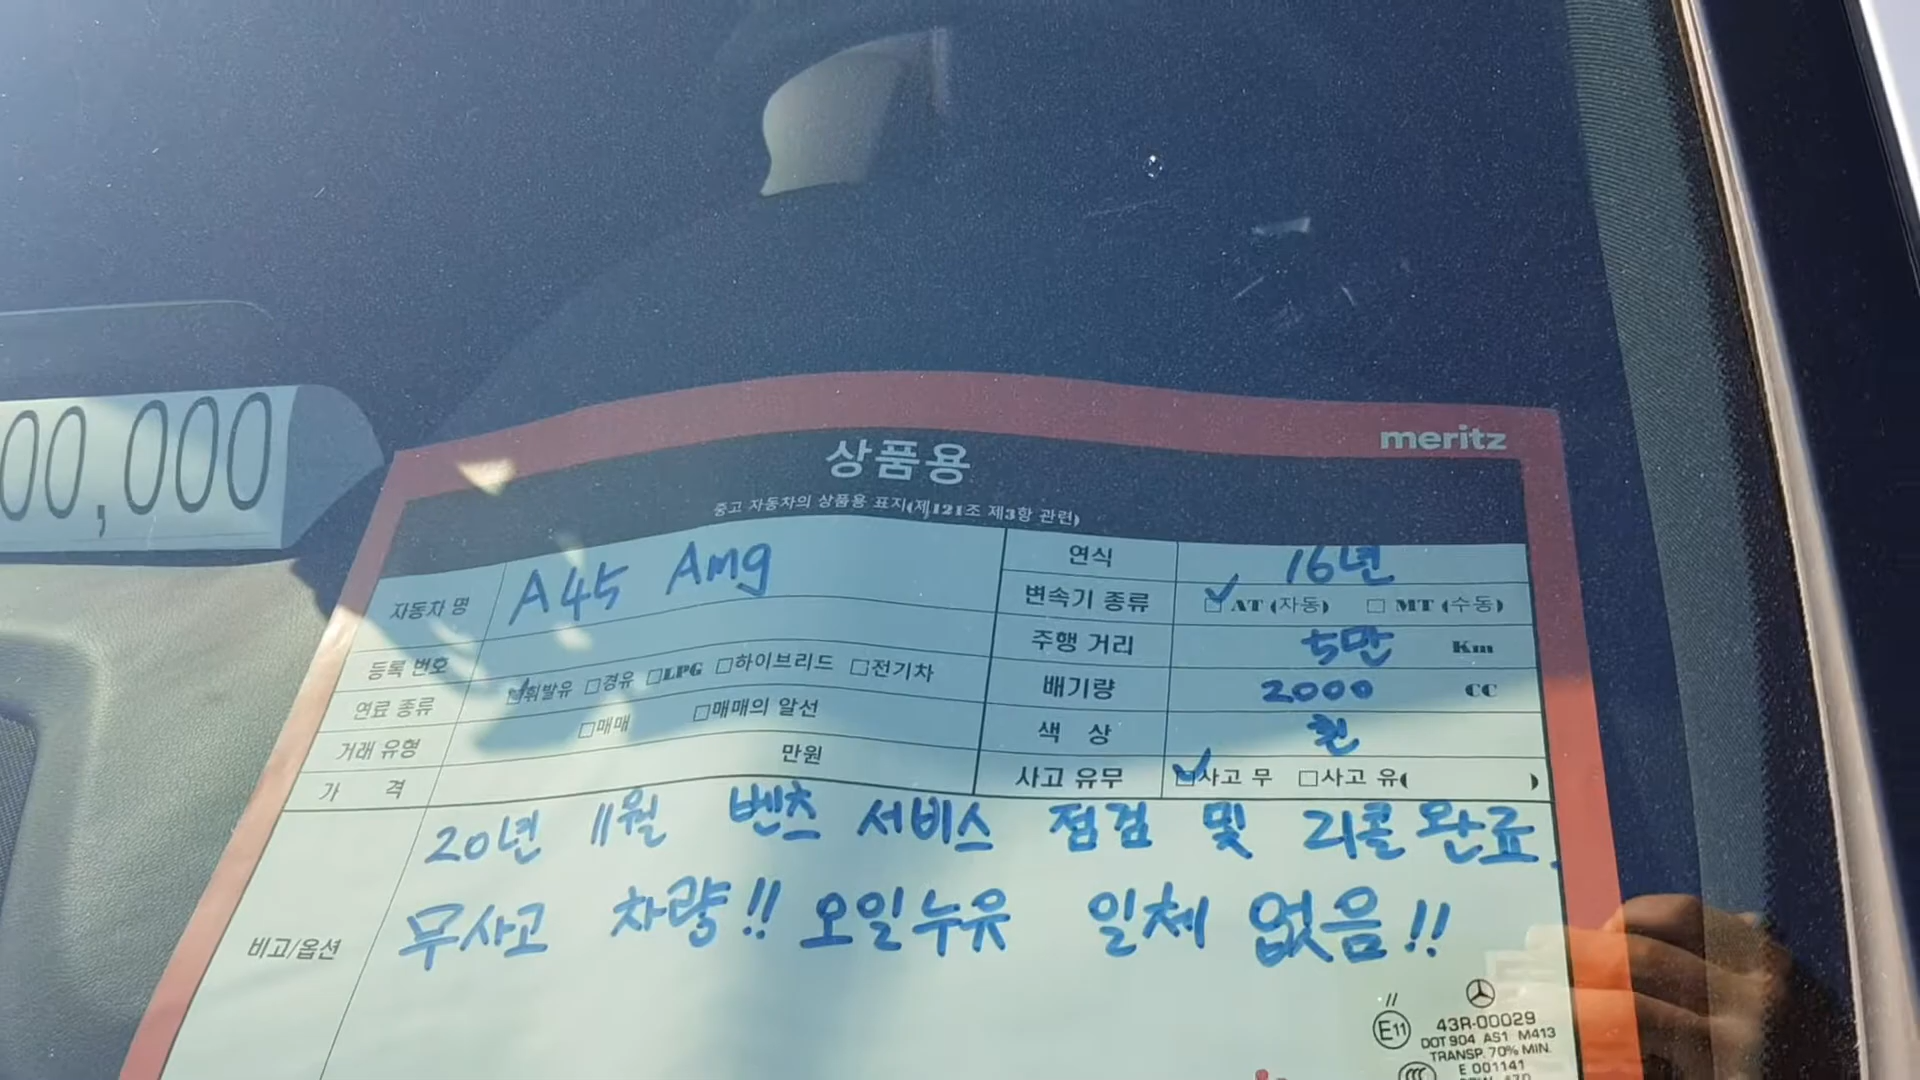 00,000
meritz
상품용
중고 자동차의 상품용 표지(제121조 제3항 관련)
자동차 명 A45 Amg
등록 번호
연료 종류 휘발유 경유 LPG 하이브리드 전기차
거래 유형 매매 매매의 알선
가 격 만원
연식 16년
변속기 종류 AT (자동) MT (수동)
주행 거리 5만 Km
배기량 2000 CC
색 상 흰
사고 유무 사고 무 사고 유( )
비고/옵션
20년 11월 벤츠 서비스 점검 및 리콜완료.
무사고 차량!! 오일누유 일체 없음!!
E11
43R-00029
DOT 904 AS1 M413
TRANSP. 70% MIN.
E 001141